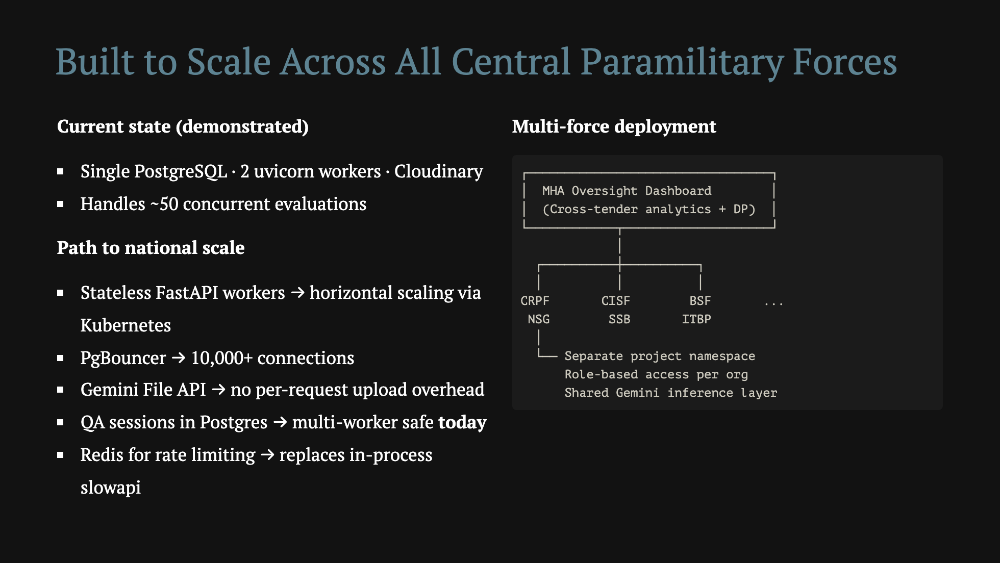 Built to Scale Across All Central Paramilitary Forces
Current state (demonstrated)
▪ Single PostgreSQL · 2 uvicorn workers · Cloudinary
▪ Handles ~50 concurrent evaluations
Path to national scale
▪ Stateless FastAPI workers → horizontal scaling via
Kubernetes
▪ PgBouncer → 10,000+ connections
▪ Gemini File API → no per-request upload overhead
▪ QA sessions in Postgres → multi-worker safe today
▪ Redis for rate limiting → replaces in-process
slowapi
Multi-force deployment
MHA Oversight Dashboard
(Cross-tender analytics + DP)
CRPF CISF BSF ...
NSG SSB ITBP
Separate project namespace
Role-based access per org
Shared Gemini inference layer